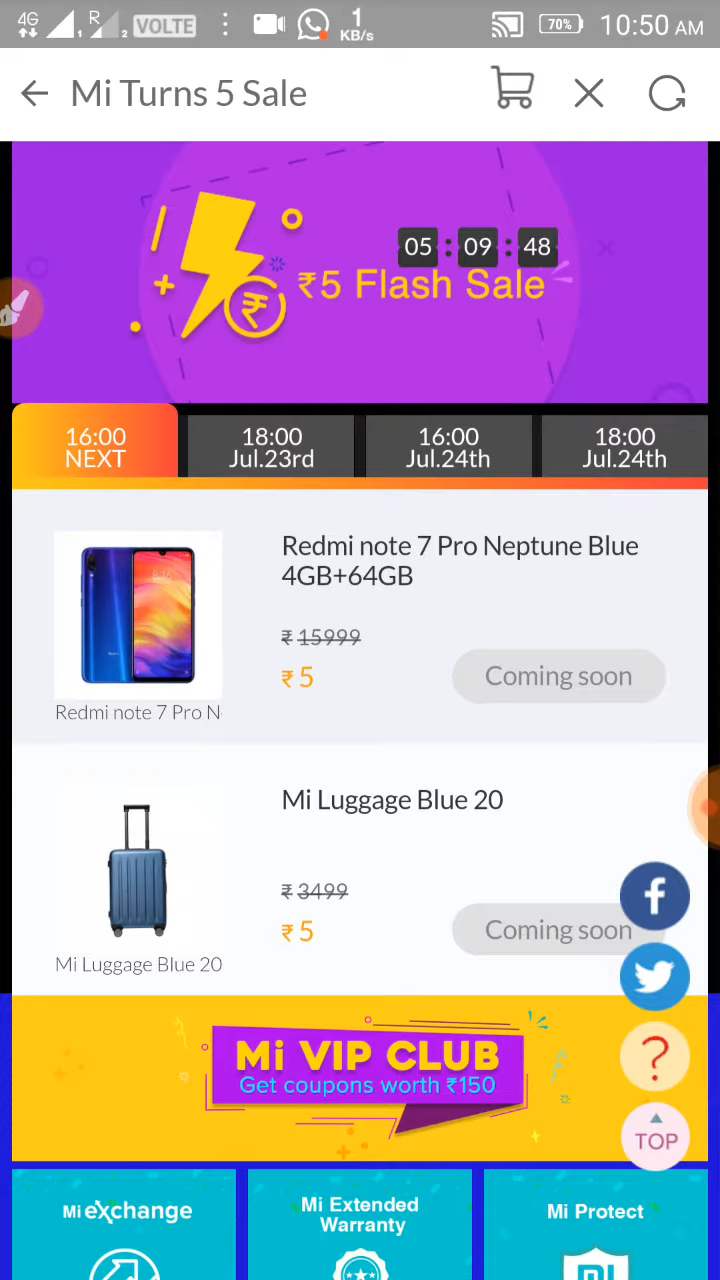 4G 1 R 2 VOLTE 1 KB/s 70% 10:50 AM
Mi Turns 5 Sale
05 : 09 : 48
₹5 Flash Sale
16:00 NEXT
18:00 Jul.23rd
16:00 Jul.24th
18:00 Jul.24th
Redmi note 7 Pro Neptune Blue
4GB+64GB
₹ 15999
₹ 5
Coming soon
Redmi note 7 Pro N
Mi Luggage Blue 20
₹ 3499
₹ 5
Coming soon
Mi Luggage Blue 20
Mi VIP CLUB
Get coupons worth ₹150
?
TOP
Mi exchange
Mi Extended
Warranty
Mi Protect